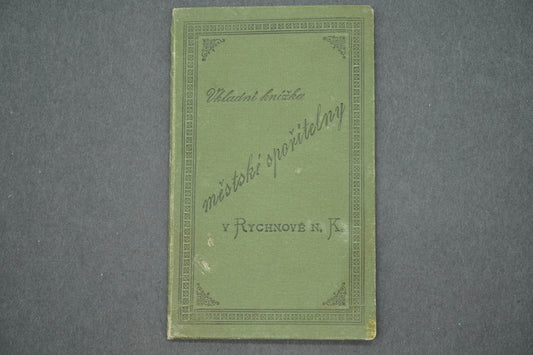 Vkladní knížka
městské spořitelny
v Rychnově n. K.